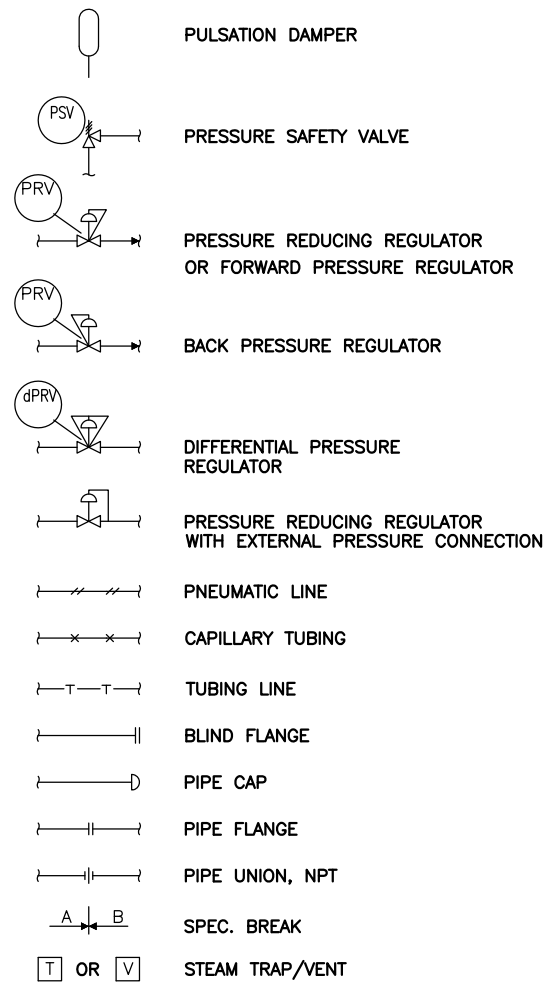 PULSATION DAMPER
PSV
PRESSURE SAFETY VALVE
PRV
PRESSURE REDUCING REGULATOR
OR FORWARD PRESSURE REGULATOR
PRV
BACK PRESSURE REGULATOR
dPRV
DIFFERENTIAL PRESSURE
REGULATOR
PRESSURE REDUCING REGULATOR
WITH EXTERNAL PRESSURE CONNECTION
PNEUMATIC LINE
CAPILLARY TUBING
T T TUBING LINE
BLIND FLANGE
PIPE CAP
PIPE FLANGE
PIPE UNION, NPT
A B SPEC. BREAK
T OR V STEAM TRAP/VENT